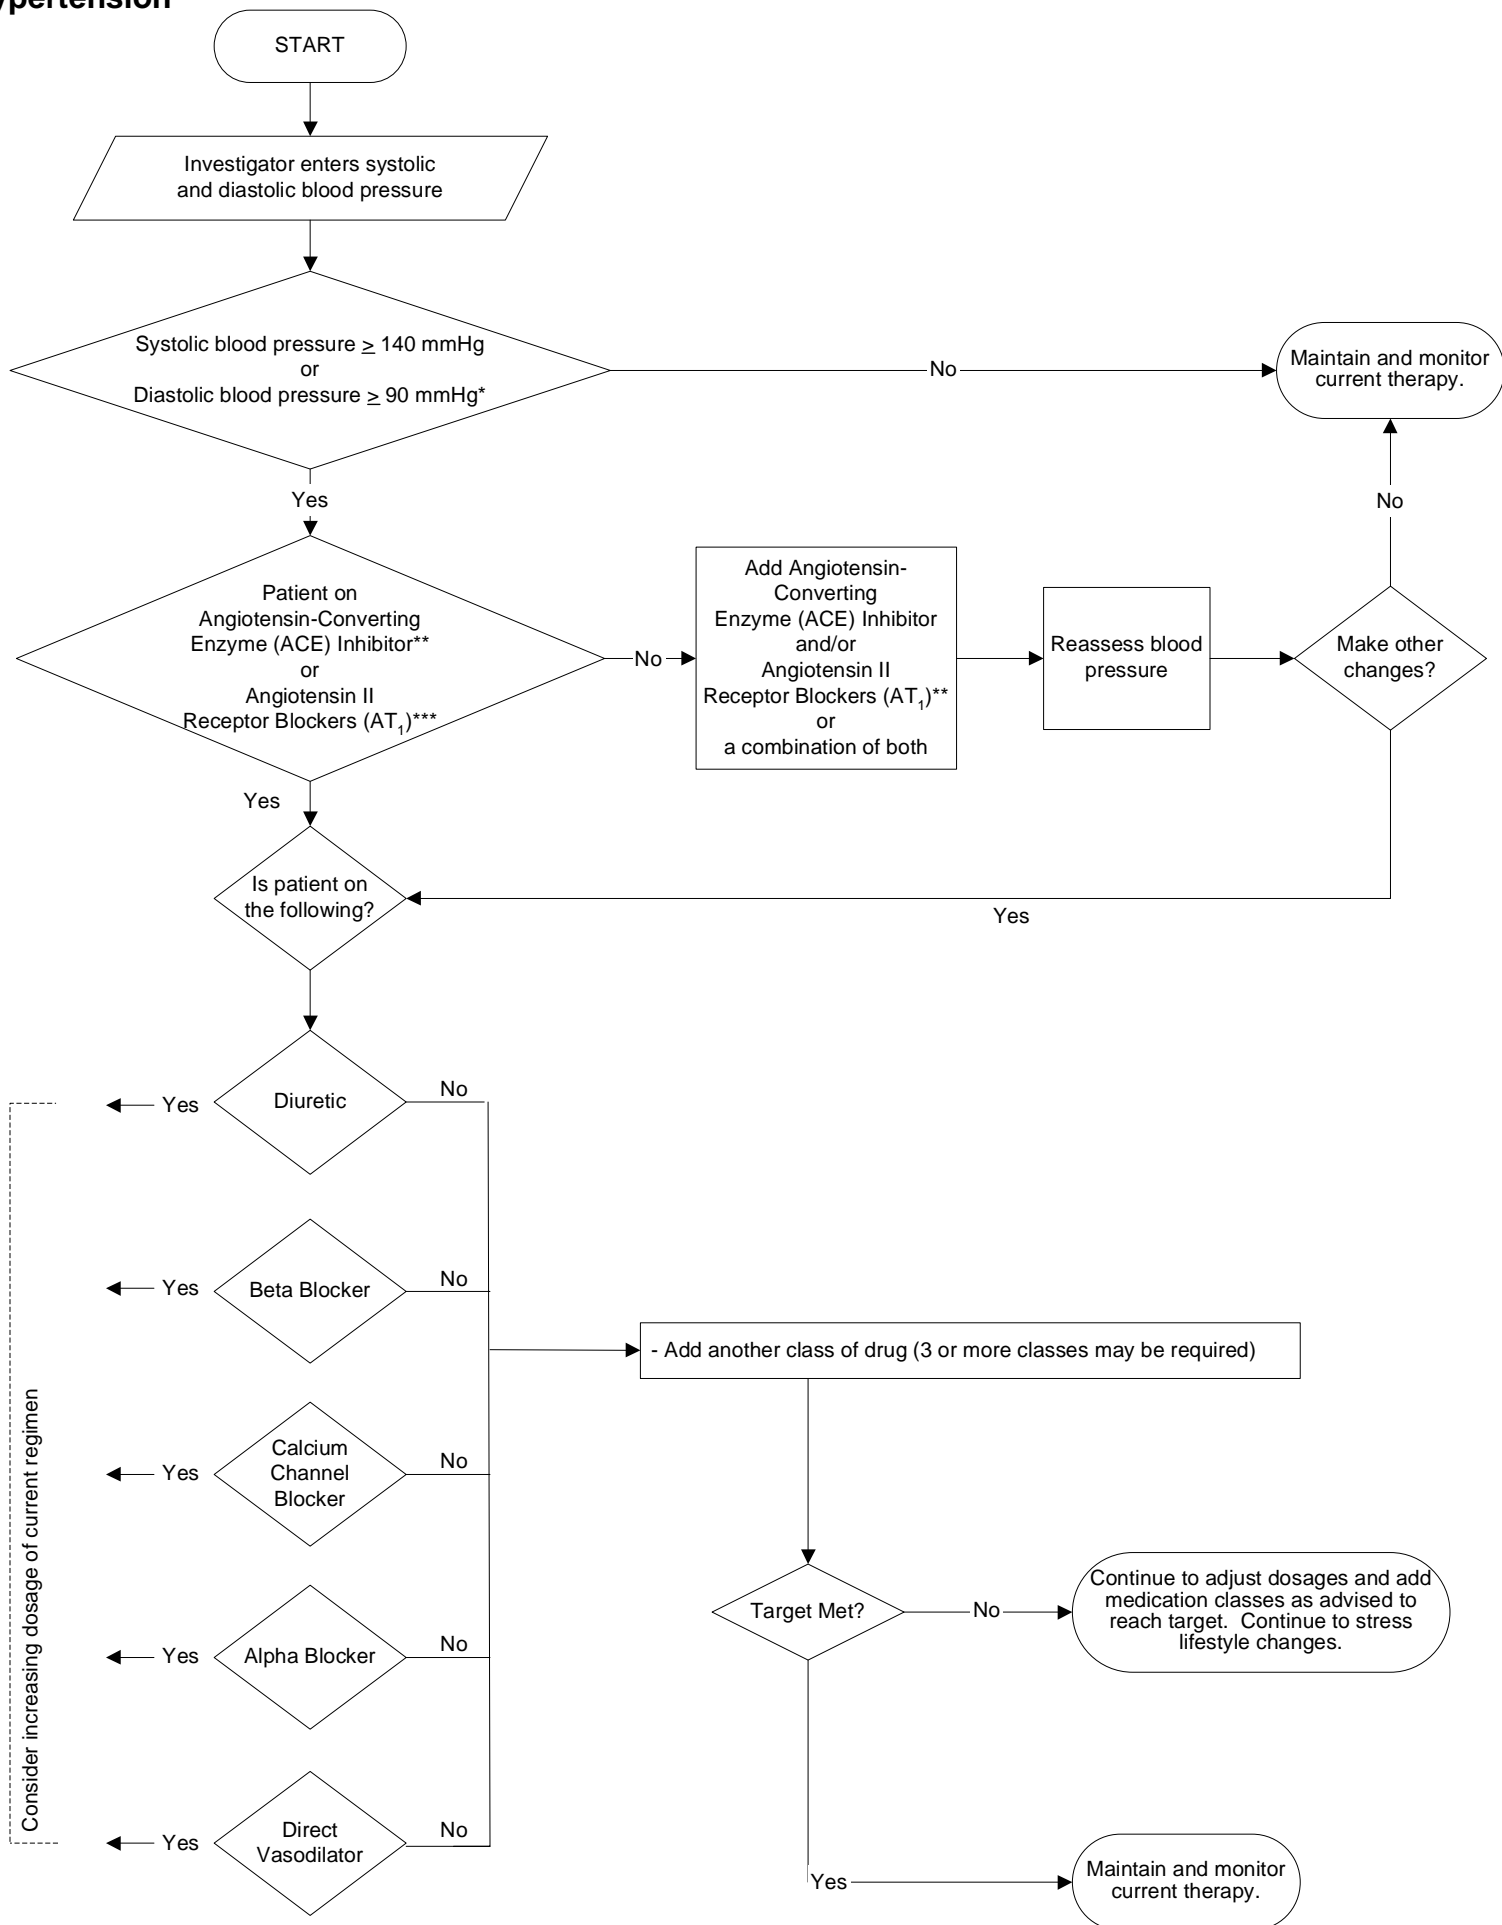 ypertension
START
Investigator enters systolic
and diastolic blood pressure
Systolic blood pressure ≥ 140 mmHg
or
Diastolic blood pressure ≥ 90 mmHg*
No
Maintain and monitor
current therapy.
Yes
No
Patient on
Angiotensin-Converting
Enzyme (ACE) Inhibitor**
or
Angiotensin II
Receptor Blockers (AT1)***
No
Add Angiotensin-
Converting
Enzyme (ACE) Inhibitor
and/or
Angiotensin II
Receptor Blockers (AT1)**
or
a combination of both
Reassess blood
pressure
Make other
changes?
Yes
Is patient on
the following?
Yes
Yes
Diuretic
No
Yes
Beta Blocker
No
- Add another class of drug (3 or more classes may be required)
Consider increasing dosage of current regimen
Yes
Calcium
Channel
Blocker
No
Target Met?
No
Continue to adjust dosages and add
medication classes as advised to
reach target.  Continue to stress
lifestyle changes.
Yes
Alpha Blocker
No
Yes
Direct
Vasodilator
No
Yes
Maintain and monitor
current therapy.